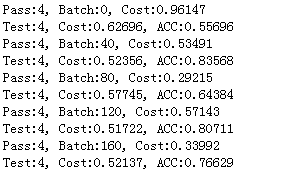 Pass:4, Batch:0, Cost:0.96147
Test:4, Cost:0.62696, ACC:0.55696
Pass:4, Batch:40, Cost:0.53491
Test:4, Cost:0.52356, ACC:0.83568
Pass:4, Batch:80, Cost:0.29215
Test:4, Cost:0.57745, ACC:0.64384
Pass:4, Batch:120, Cost:0.57143
Test:4, Cost:0.51722, ACC:0.80711
Pass:4, Batch:160, Cost:0.33992
Test:4, Cost:0.52137, ACC:0.76629